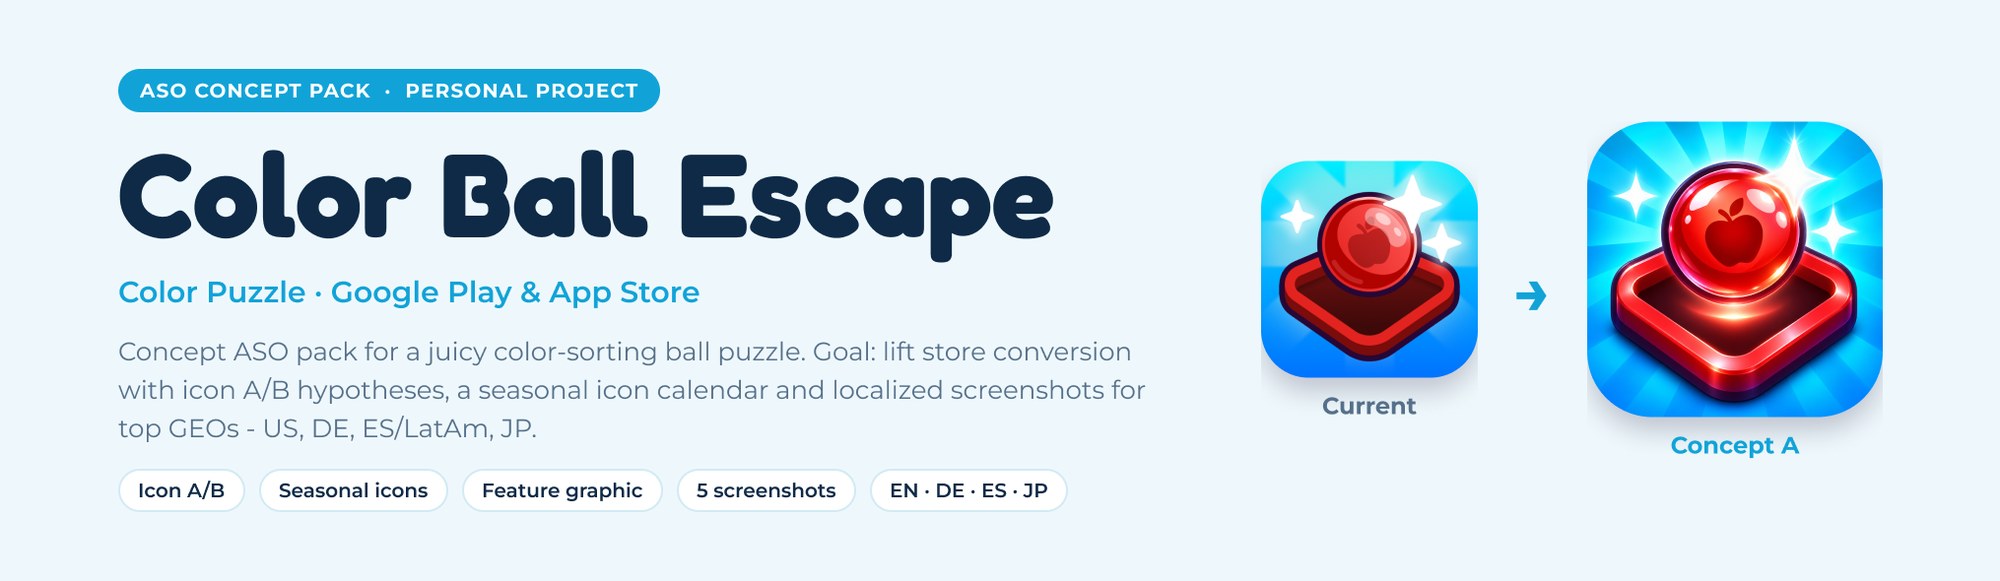 ASO CONCEPT PACK · PERSONAL PROJECT
Color Ball Escape
Color Puzzle · Google Play & App Store
Concept ASO pack for a juicy color-sorting ball puzzle. Goal: lift store conversion
with icon A/B hypotheses, a seasonal icon calendar and localized screenshots for
top GEOs - US, DE, ES/LatAm, JP.
Icon A/B
Seasonal icons
Feature graphic
5 screenshots
EN · DE · ES · JP
Current
Concept A